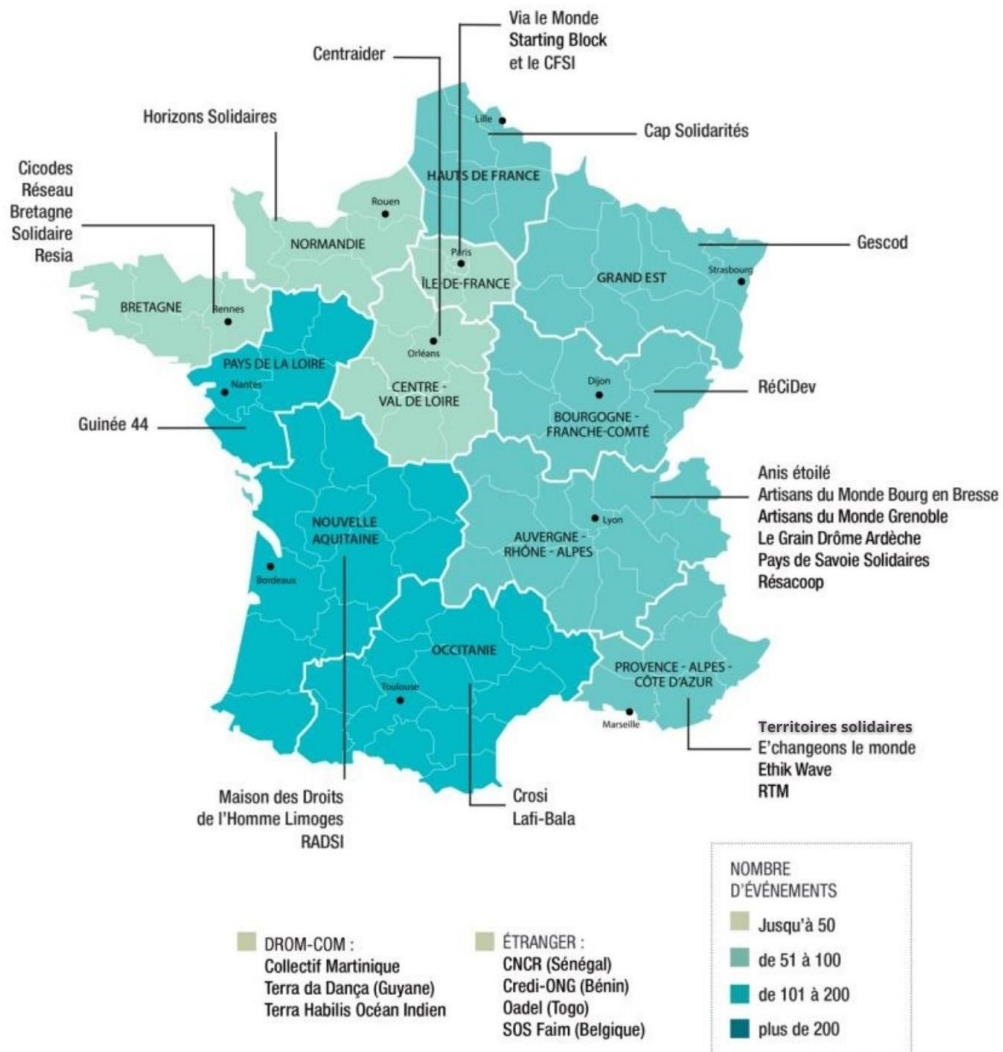 Via le Monde
Starting Block
et le CFSI
Centraider
Horizons Solidaires
Lille
Cap Solidarités
Cicodes
Réseau
Bretagne
Solidaire
Resia
HAUTS DE FRANCE
Rouen
NORMANDIE
Paris
ÎLE-DE-FRANCE
Gescod
GRAND EST
Strasbourg
BRETAGNE
Rennes
Orléans
PAYS DE LA LOIRE
Nantes
CENTRE -
VAL DE LOIRE
Dijon
RéCiDev
BOURGOGNE -
FRANCHE-COMTÉ
Guinée 44
Anis étoilé
Artisans du Monde Bourg en Bresse
Artisans du Monde Grenoble
Le Grain Drôme Ardèche
Pays de Savoie Solidaires
Résacoop
NOUVELLE
AQUITAINE
Lyon
AUVERGNE -
RHÔNE - ALPES
Bordeaux
OCCITANIE
Toulouse
PROVENCE - ALPES -
CÔTE D'AZUR
Marseille
Territoires solidaires
E'changeons le monde
Ethik Wave
RTM
Maison des Droits
de l'Homme Limoges
RADSI
Crosi
Lafi-Bala
NOMBRE
D'ÉVÉNEMENTS
Jusqu'à 50
de 51 à 100
de 101 à 200
plus de 200
DROM-COM :
Collectif Martinique
Terra da Dança (Guyane)
Terra Habilis Océan Indien
ÉTRANGER :
CNCR (Sénégal)
Credi-ONG (Bénin)
Oadel (Togo)
SOS Faim (Belgique)